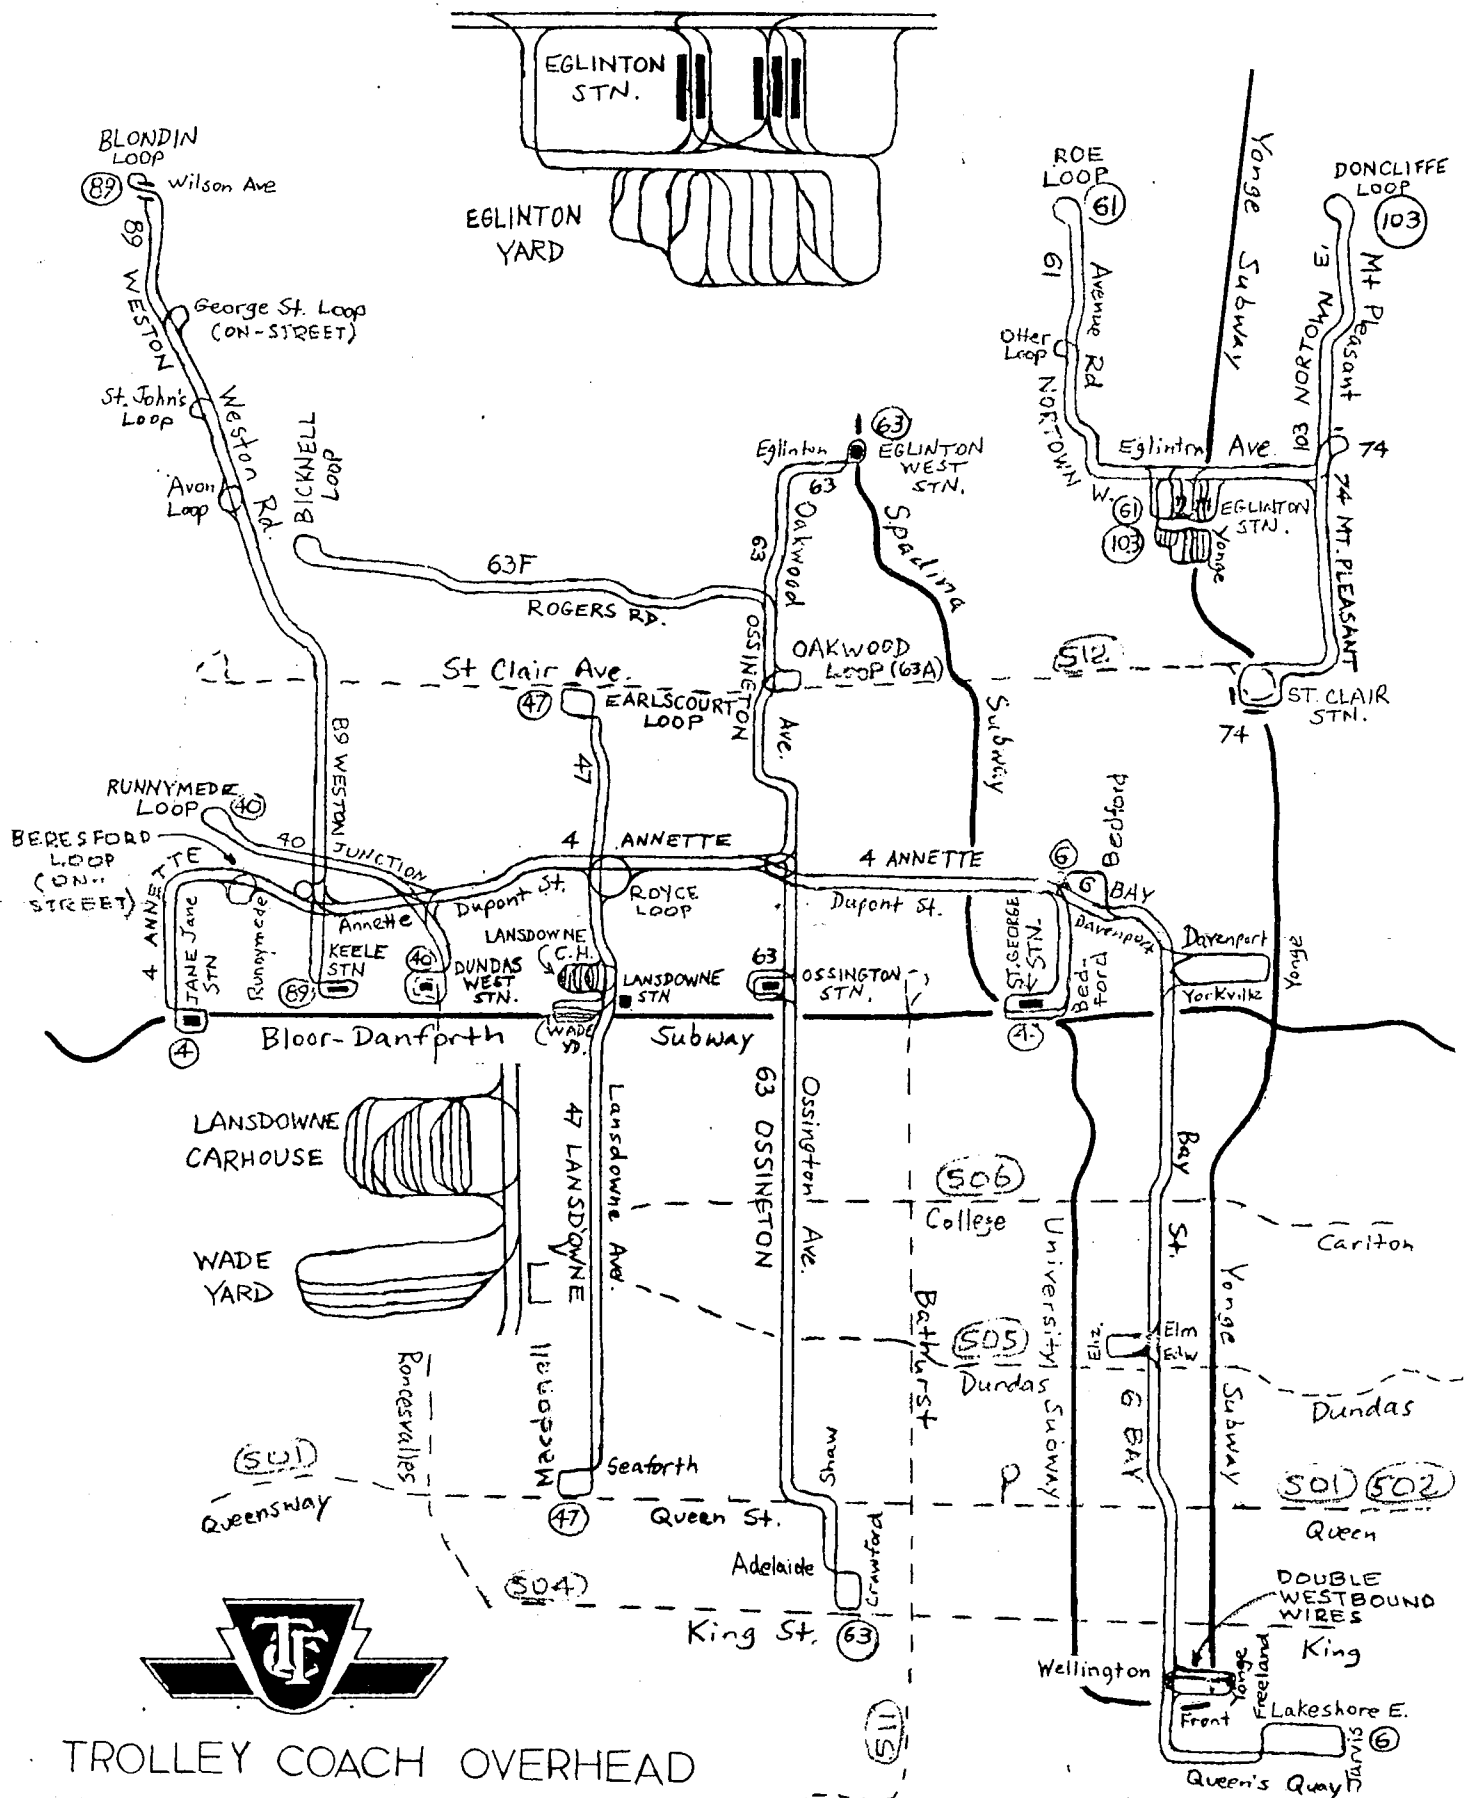 EGLINTON
STN.
EGLINTON
YARD
BLONDIN
LOOP
89
Wilson Ave
89 WESTON
George St. Loop
(ON-STREET)
St. John's
Loop
Weston Rd.
Avon
Loop
BICKNELL
LOOP
63F
ROGERS RD.
Eglinton
63
63
EGLINTON
WEST
STN.
63
Oakwood
Spadina
Subway
OSSINGTON
Ave.
OAKWOOD
LOOP (63A)
ROE
LOOP
61
61
NORTOWN
W.
Avenue Rd
Otter
Loop
Yonge Subway
DONCLIFFE
LOOP
103
103 NORTOWN E.
Mt Pleasant
Eglinton Ave.
74
74 MT. PLEASANT
61
103
EGLINTON
STN.
Yonge
512
ST. CLAIR
STN.
74
St Clair Ave.
47
EARLSCOURT
LOOP
47
89 WESTON
RUNNYMEDE
LOOP
40
40
JUNCTION
BERESFORD
LOOP
(ON-
STREET)
4 ANNETTE
4
ANNETTE
4 ANNETTE
Annette
Dupont St.
ROYCE
LOOP
Dupont St.
6
6
BAY
Bedford
Davenport
Davenport
Yorkville
Yonge
JANE
STN
Jane
Runnymede
KEELE
STN
89
40
DUNDAS
WEST
STN.
LANSDOWNE
C.H.
LANSDOWNE
STN
(WADE
YD.
63
OSSINGTON
STN.
ST. GEORGE
STN.
Bed-
ford
4
4
Bloor-Danforth
Subway
LANSDOWNE
CARHOUSE
WADE
YARD
47 LANSDOWNE
Lansdowne Ave.
63 OSSINGTON
Ossington Ave.
506
College
Carlton
Bay St.
University Subway
Yonge Subway
Bathurst
505
Dundas
Dundas
Eliz.
Elm
Edw
6 BAY
Roncesvalles
Macdonell
Seaforth
47
501
Queensway
Queen St.
501
502
Queen
Shaw
Adelaide
Crawford
504
King St.
63
King
DOUBLE
WESTBOUND
WIRES
Wellington
Yonge
Freeland
Front
Lakeshore E.
Jarvis
6
Queen's Quay
511
TTC
TROLLEY COACH OVERHEAD